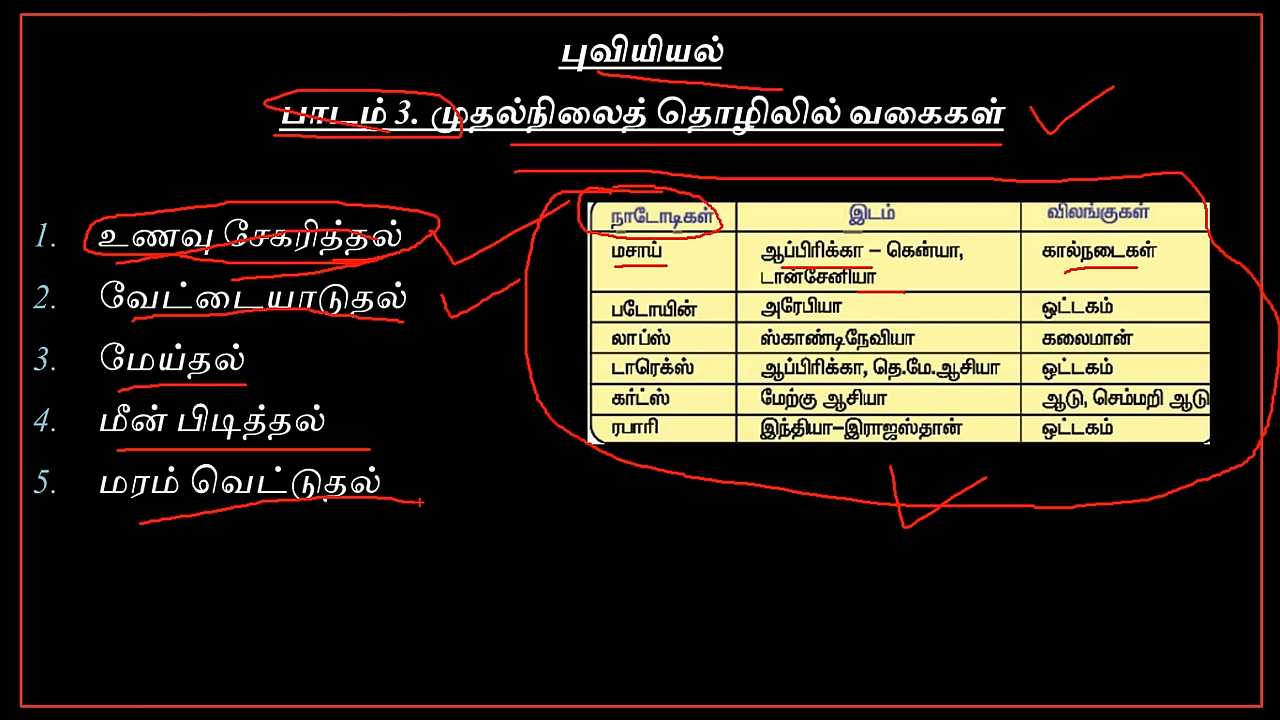 புவியியல்
பாடம் 3. முதல்நிலைத் தொழிலில் வகைகள்
1. உணவு சேகரித்தல்
2. வேட்டையாடுதல்
3. மேய்தல்
4. மீன் பிடித்தல்
5. மரம் வெட்டுதல்
நாடோடிகள் இடம் விலங்குகள்
மசாய் ஆப்பிரிக்கா – கென்யா, கால்நடைகள்
டான்சேனியா
படோயின் அரேபியா ஒட்டகம்
லாப்ஸ் ஸ்காண்டிநேவியா கலைமான்
டாரெக்ஸ் ஆப்பிரிக்கா, தெ.மே.ஆசியா ஒட்டகம்
கர்ட்ஸ் மேற்கு ஆசியா ஆடு, செம்மறி ஆடு
ரபாரி இந்தியா–இராஜஸ்தான் ஒட்டகம்